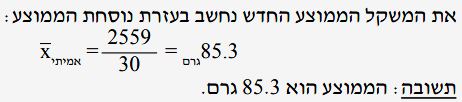 את המשקל הממוצע החדש נחשב בעזרת נוסחת הממוצע:
x̅ אמיתי = 2559/30 = 85.3 גרם
תשובה: הממוצע הוא 85.3 גרם.